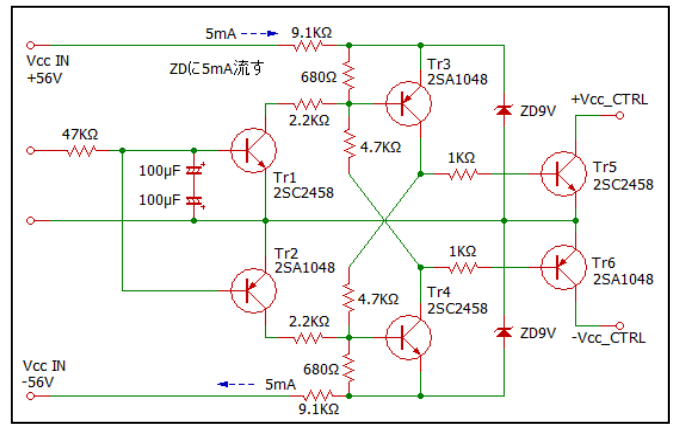 5mA
9.1KΩ
Vcc IN
+56V
ZDに5mA流す
680Ω
Tr3
2SA1048
ZD9V
+Vcc_CTRL
2.2KΩ
47KΩ
4.7KΩ
1KΩ
100μF
Tr1
2SC2458
Tr5
2SC2458
100μF
Tr2
2SA1048
1KΩ
Tr6
2SA1048
4.7KΩ
Tr4
2SC2458
2.2KΩ
ZD9V
-Vcc_CTRL
Vcc IN
-56V
680Ω
5mA
9.1KΩ